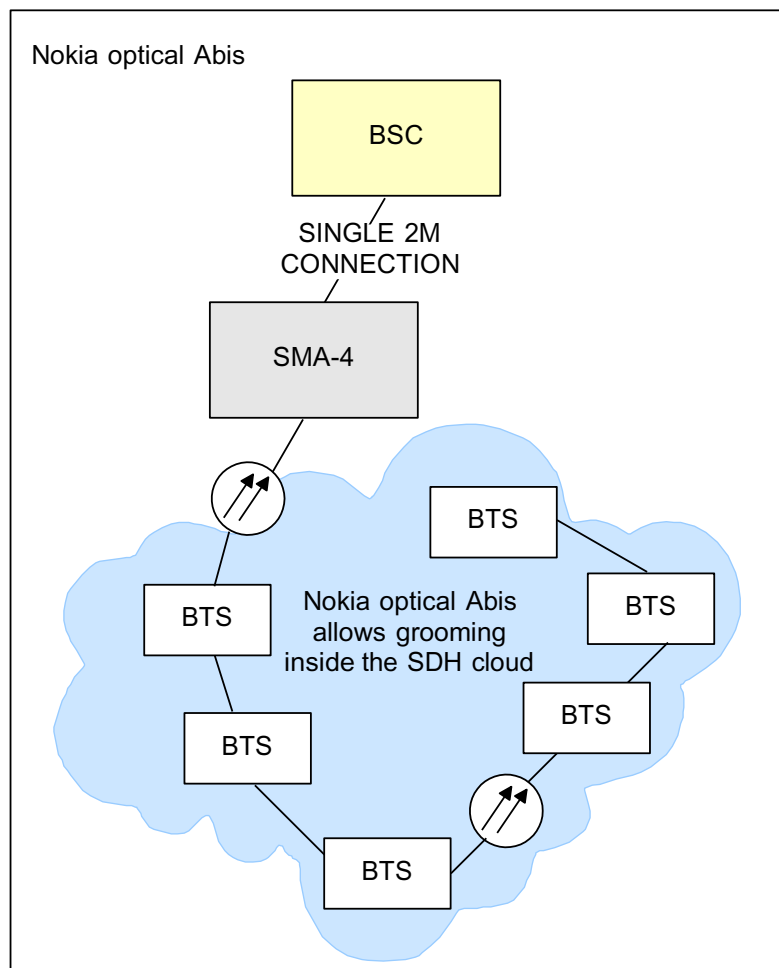 Nokia optical Abis
BSC
SINGLE 2M
CONNECTION
SMA-4
BTS
BTS
BTS
Nokia optical Abis
allows grooming
inside the SDH cloud
BTS
BTS
BTS